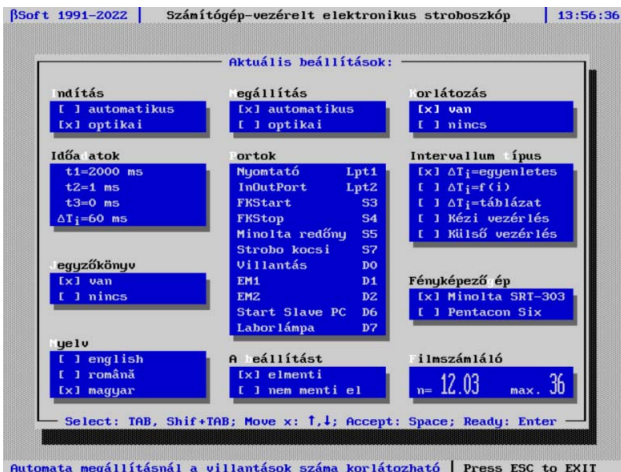 βSoft 1991-2022 Számítógép-vezérelt elektronikus stroboszkóp 13:56:36
Aktuális beállítások:
Indítás
[ ] automatikus
[x] optikai
Megállítás
[x] automatikus
[ ] optikai
Korlátozás
[x] van
[ ] nincs
Időadatok
t1=2000 ms
t2=1 ms
t3=0 ms
ΔTi=60 ms
Portok
Nyomtató Lpt1
InOutPort Lpt2
FKStart S3
FKStop S4
Minolta redőny S5
Strobo kocsi S7
Villantás D0
EM1 D1
EM2 D2
Start Slave PC D6
Laborlámpa D7
Intervallum típus
[x] ΔTi=egyenletes
[ ] ΔTi=f(i)
[ ] ΔTi=táblázat
[ ] Kézi vezérlés
[ ] Külső vezérlés
Jegyzőkönyv
[x] van
[ ] nincs
Fényképezőgép
[x] Minolta SRT-303
[ ] Pentacon Six
Nyelv
[ ] english
[ ] română
[x] magyar
A beállítást
[x] elmenti
[ ] nem menti el
Filmszámláló
n= 12.03 max. 36
Select: TAB, Shif+TAB; Move x: ↑,↓; Accept: Space; Ready: Enter
Automata megállításnál a villantások száma korlátozható Press ESC to EXIT